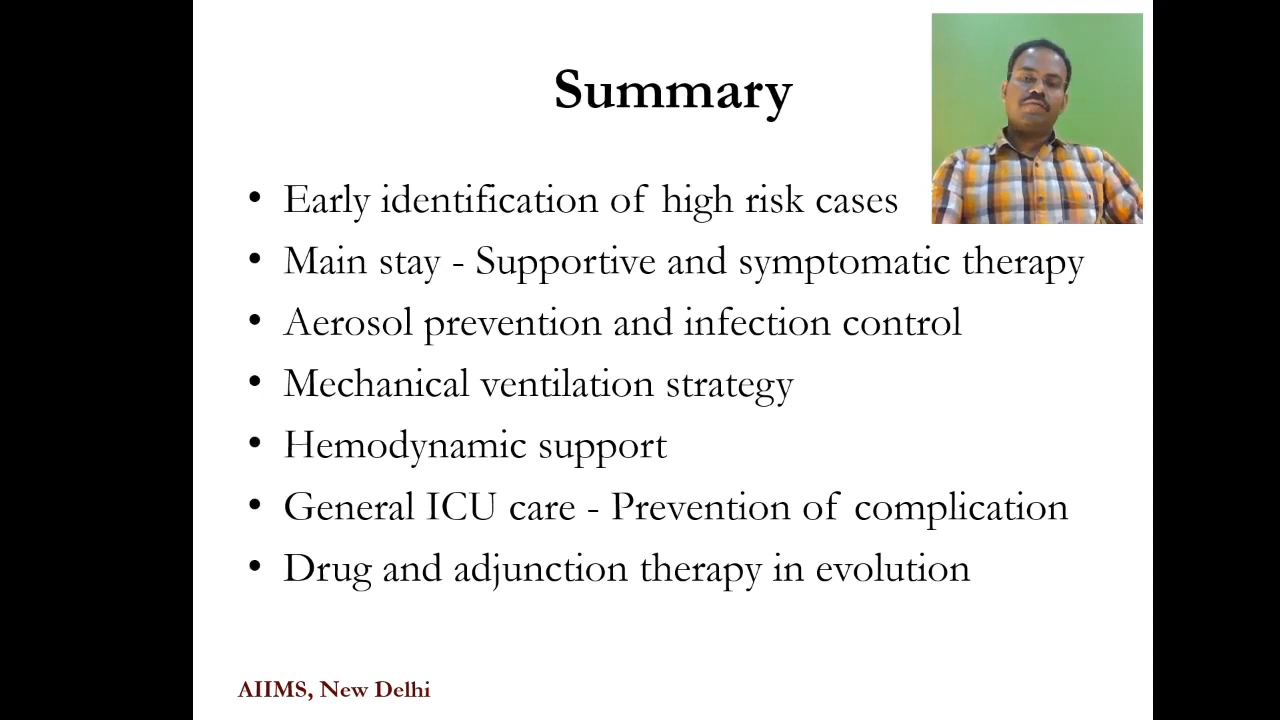 Summary
• Early identification of high risk cases
• Main stay - Supportive and symptomatic therapy
• Aerosol prevention and infection control
• Mechanical ventilation strategy
• Hemodynamic support
• General ICU care - Prevention of complication
• Drug and adjunction therapy in evolution
AIIMS, New Delhi